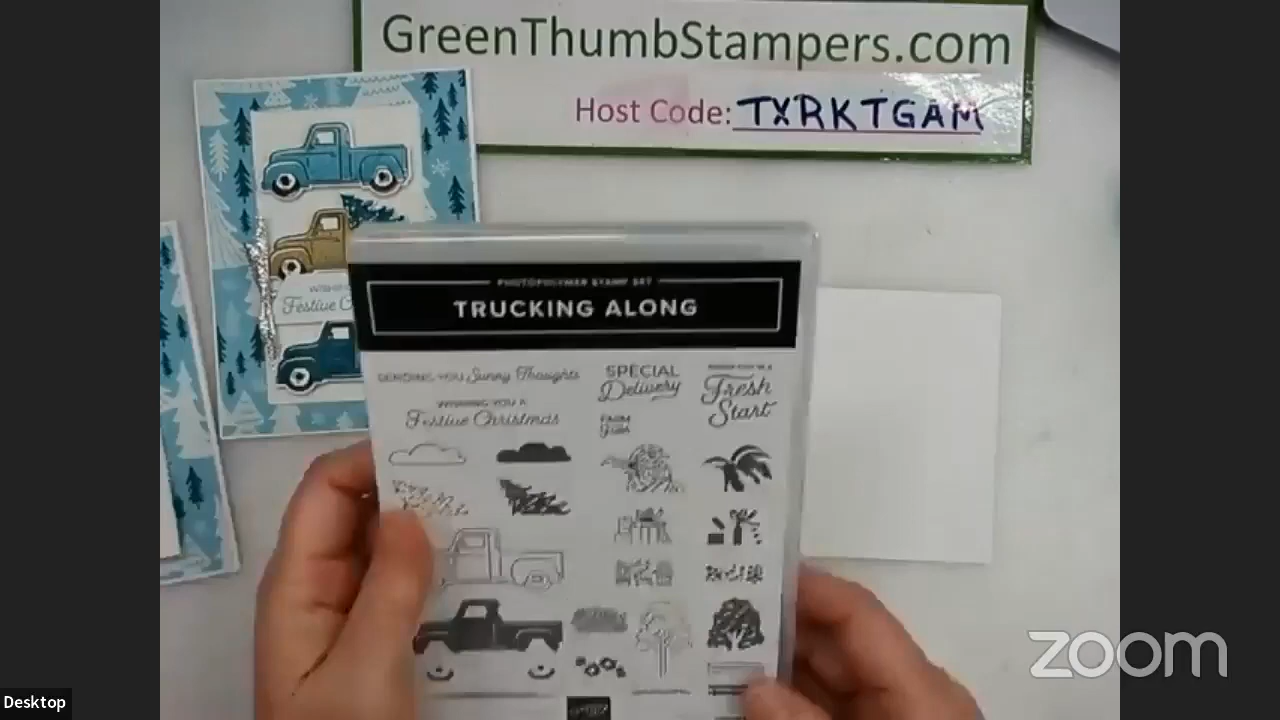 GreenThumbStampers.com
Host Code: TXRKTGAM
PHOTOPOLYMER STAMP SET
TRUCKING ALONG
SENDING YOU Sunny Thoughts
SPECIAL
Delivery
Fresh
Start
WISHING YOU A
Festive Christmas
FARM
Festive C
zoom
Desktop